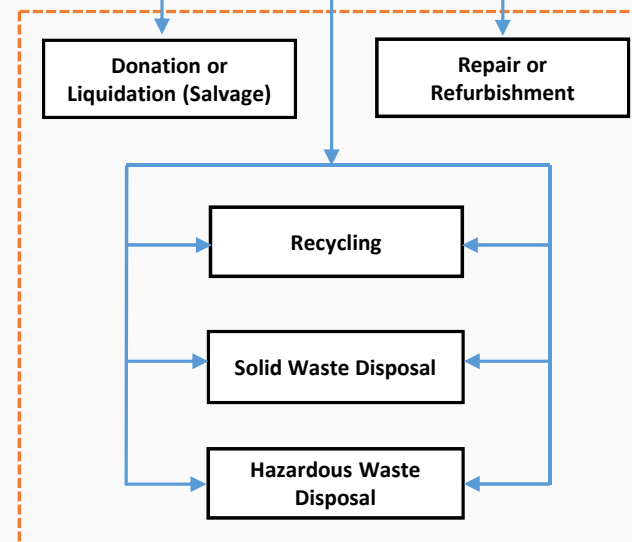 Donation or
Liquidation (Salvage)
Repair or
Refurbishment
Recycling
Solid Waste Disposal
Hazardous Waste
Disposal